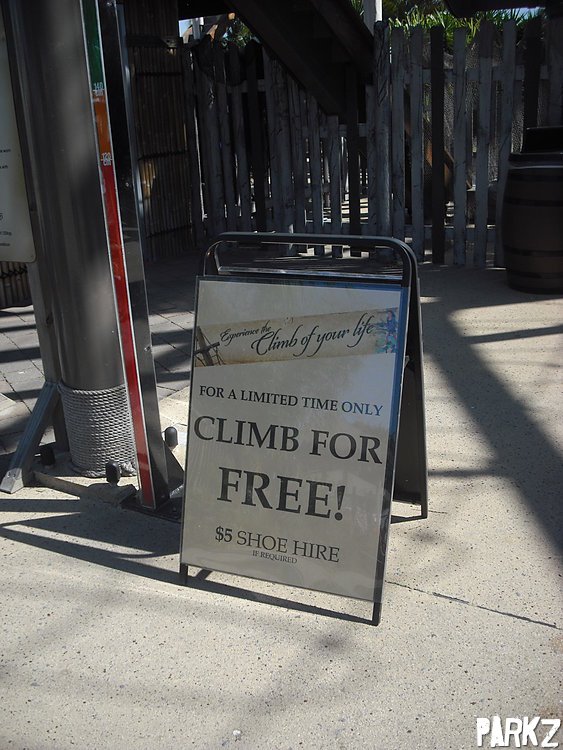 Experience the Climb of your life
FOR A LIMITED TIME ONLY
CLIMB FOR
FREE!
$5 SHOE HIRE
IF REQUIRED
PARKZ